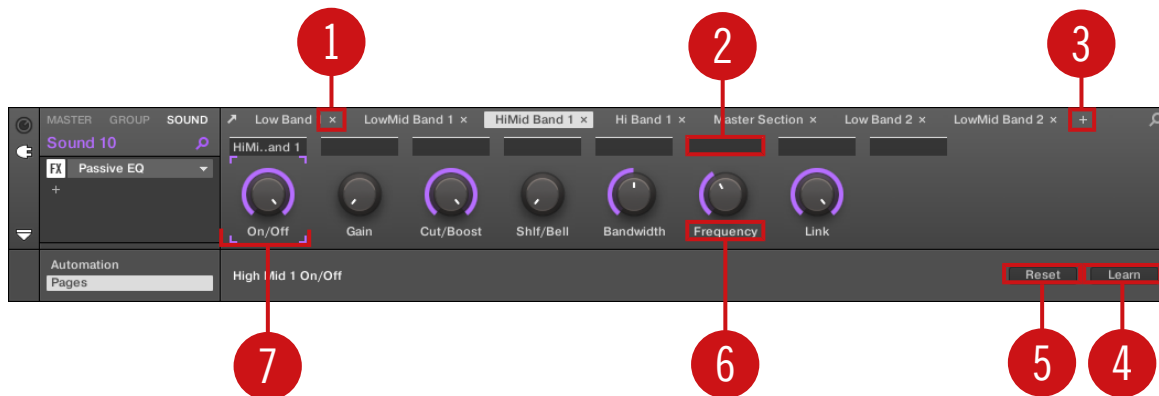 1
2
3
MASTER GROUP SOUND
Low Band × LowMid Band 1 × HiMid Band 1 × Hi Band 1 × Master Section × Low Band 2 × LowMid Band 2 × +
Sound 10
HiMi..and 1
FX Passive EQ
+
On/Off Gain Cut/Boost Shlf/Bell Bandwidth Frequency Link
Automation
Pages
High Mid 1 On/Off
Reset Learn
7
6
5
4